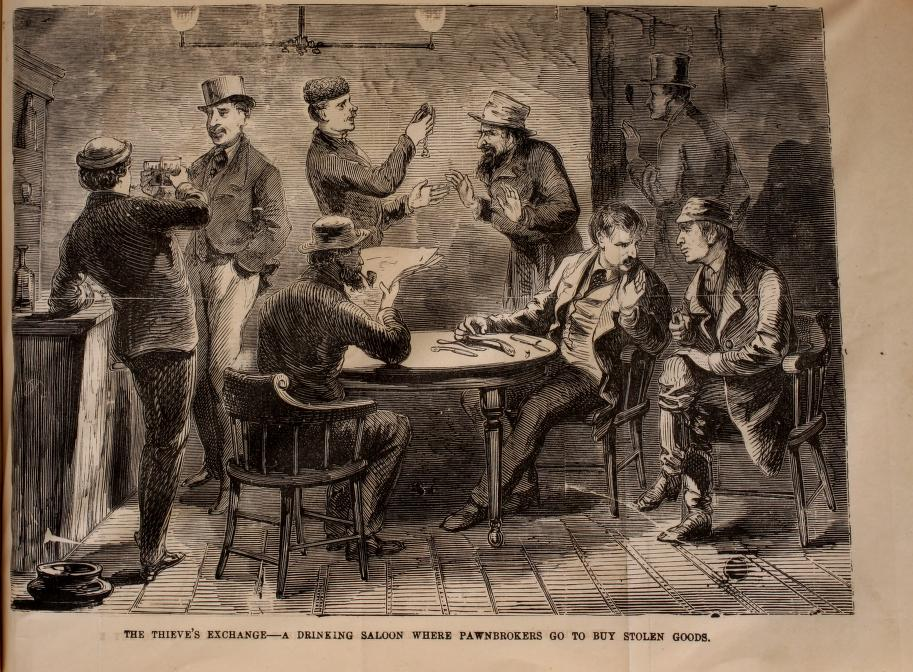 THE THIEVE'S EXCHANGE—A DRINKING SALOON WHERE PAWNBROKERS GO TO BUY STOLEN GOODS.